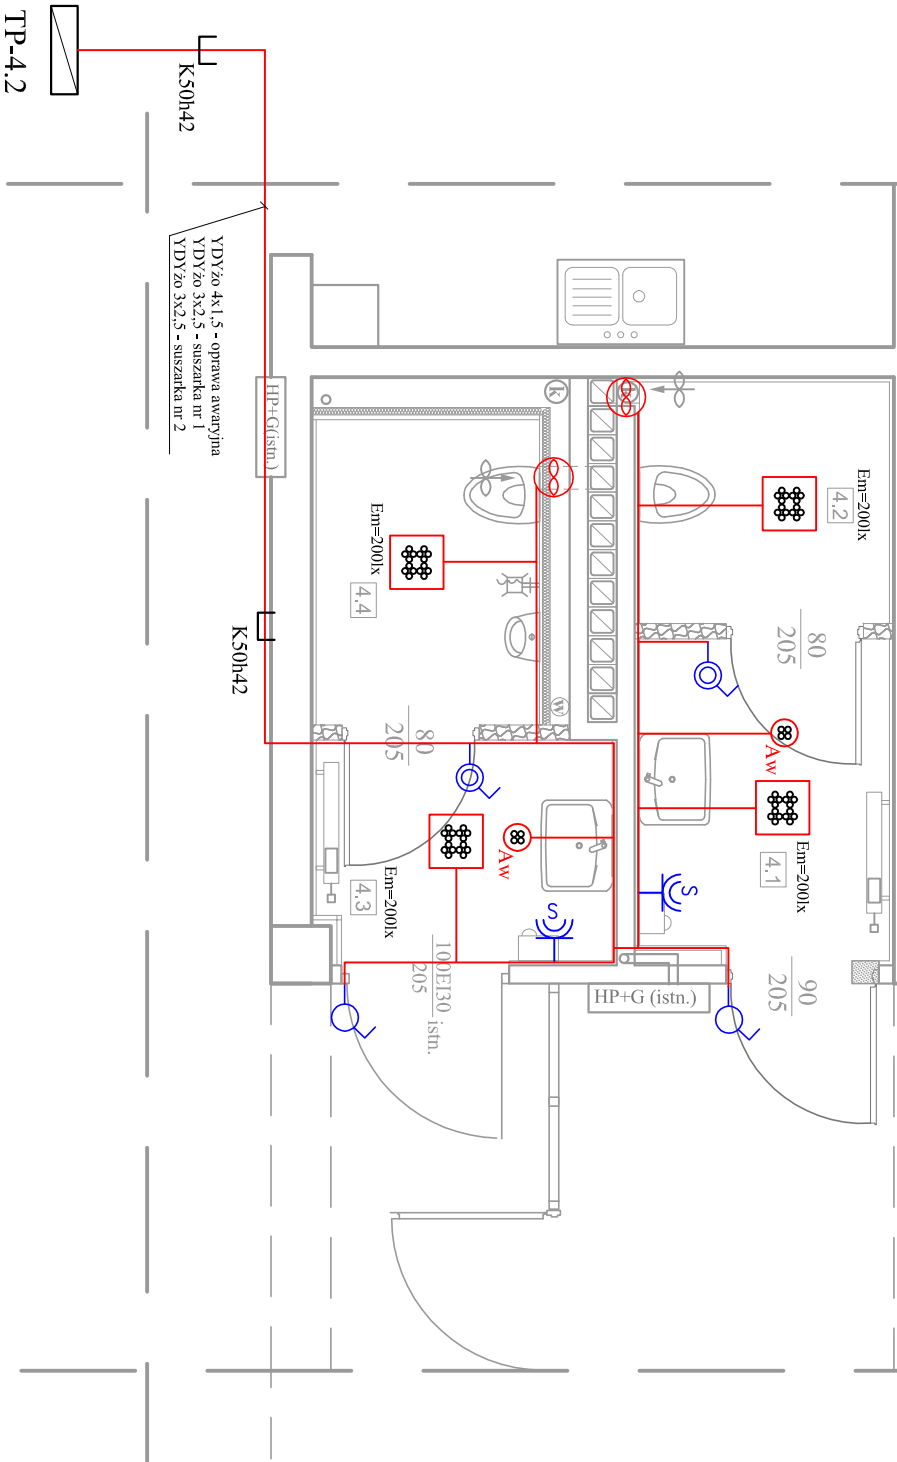 TP-4.2
K50h42
YDYżo 4x1,5 - oprawa awaryjna
YDYżo 3x2,5 - suszarka nr 1
YDYżo 3x2,5 - suszarka nr 2
HP+G(istn.)
K50h42
k
k
w
Em=200lx
4.2
80
205
Aw
Em=200lx
4.1
S
90
205
HP+G (istn.)
Em=200lx
4.4
80
205
Aw
Em=200lx
4.3
S
100EI30
205
istn.